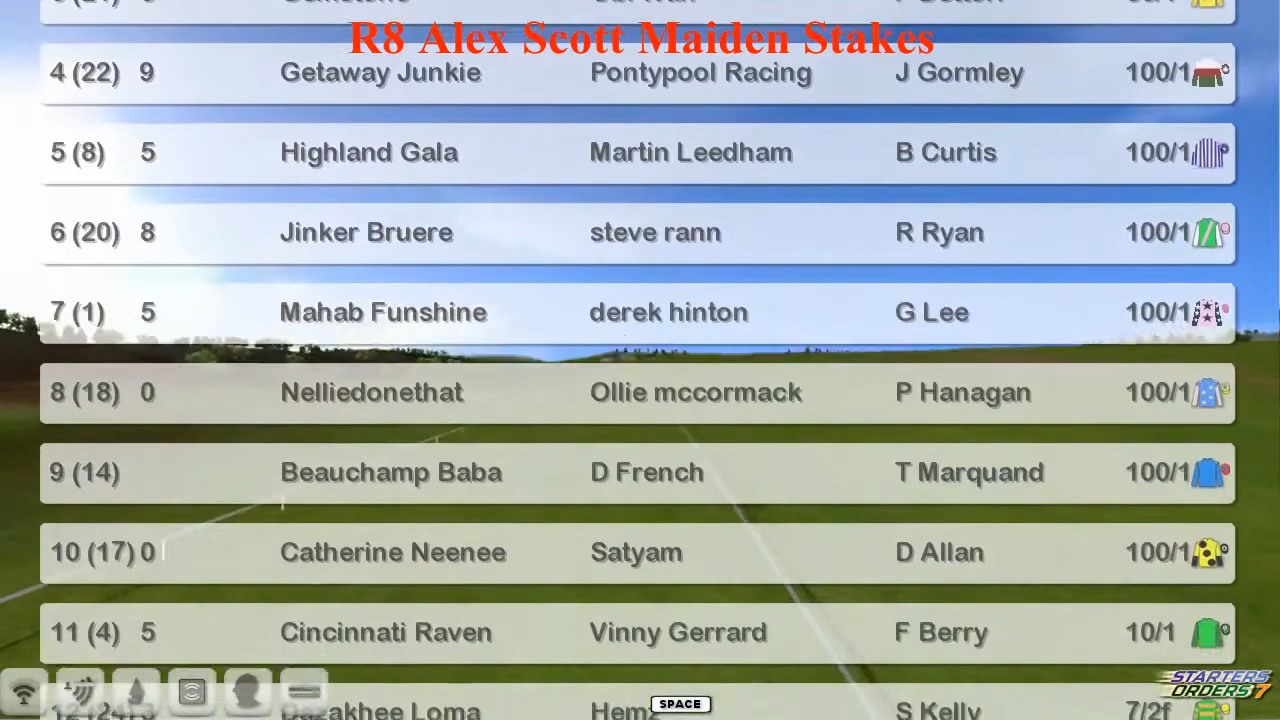 R8 Alex Scott Maiden Stakes
4 (22) 9 Getaway Junkie Pontypool Racing J Gormley 100/1
5 (8) 5 Highland Gala Martin Leedham B Curtis 100/1
6 (20) 8 Jinker Bruere steve rann R Ryan 100/1
7 (1) 5 Mahab Funshine derek hinton G Lee 100/1
8 (18) 0 Nelliedonethat Ollie mccormack P Hanagan 100/1
9 (14) Beauchamp Baba D French T Marquand 100/1
10 (17) 0 Catherine Neenee Satyam D Allan 100/1
11 (4) 5 Cincinnati Raven Vinny Gerrard F Berry 10/1
12 (24) Loma S Kelly 7/2f
SPACE
STARTERS
ORDERS 7